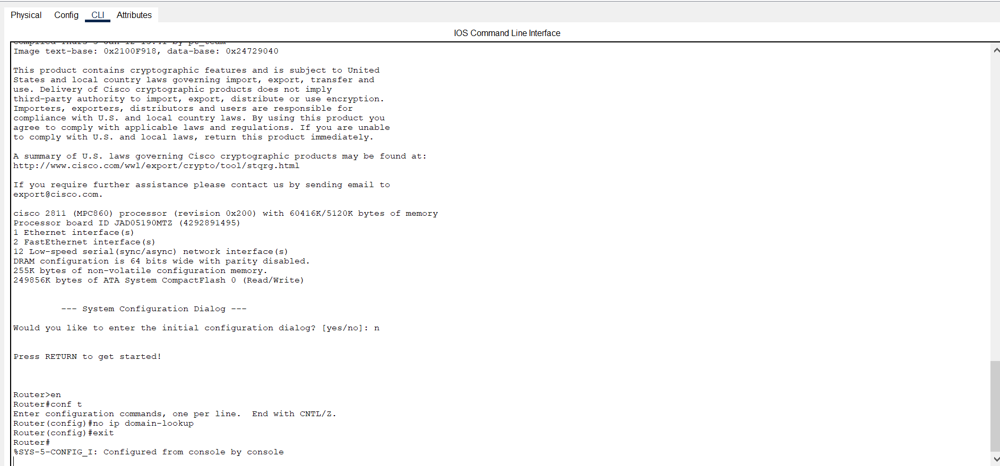 Physical Config CLI Attributes
IOS Command Line Interface
Compiled Thurs 5 Jan 12 15:41 by pt_team
Image text-base: 0x2100F918, data-base: 0x24729040
This product contains cryptographic features and is subject to United
States and local country laws governing import, export, transfer and
use. Delivery of Cisco cryptographic products does not imply
third-party authority to import, export, distribute or use encryption.
Importers, exporters, distributors and users are responsible for
compliance with U.S. and local country laws. By using this product you
agree to comply with applicable laws and regulations. If you are unable
to comply with U.S. and local laws, return this product immediately.
A summary of U.S. laws governing Cisco cryptographic products may be found at:
http://www.cisco.com/wwl/export/crypto/tool/stqrg.html
If you require further assistance please contact us by sending email to
export@cisco.com.
cisco 2811 (MPC860) processor (revision 0x200) with 60416K/5120K bytes of memory
Processor board ID JAD05190MTZ (4292891495)
1 Ethernet interface(s)
2 FastEthernet interface(s)
12 Low-speed serial(sync/async) network interface(s)
DRAM configuration is 64 bits wide with parity disabled.
255K bytes of non-volatile configuration memory.
249856K bytes of ATA System CompactFlash 0 (Read/Write)
--- System Configuration Dialog ---
Would you like to enter the initial configuration dialog? [yes/no]: n
Press RETURN to get started!
Router>en
Router#conf t
Enter configuration commands, one per line.  End with CNTL/Z.
Router(config)#no ip domain-lookup
Router(config)#exit
Router#
%SYS-5-CONFIG_I: Configured from console by console